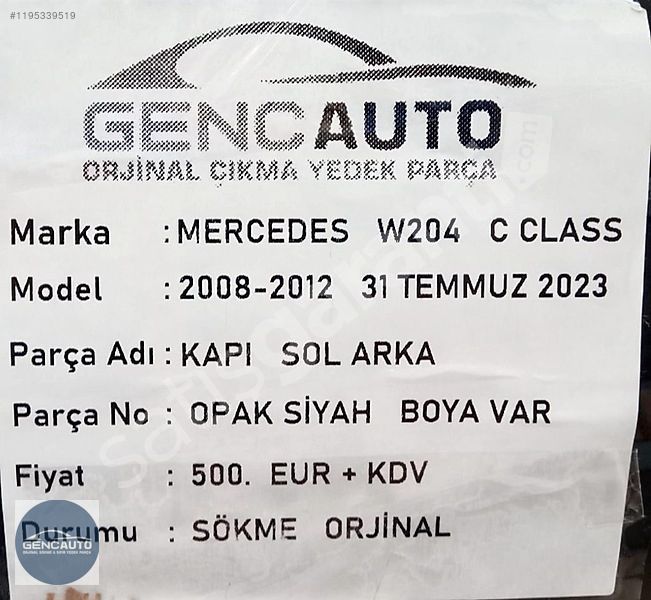 #1195339519
GENCAUTO
ORJİNAL ÇIKMA YEDEK PARÇA
Marka : MERCEDES W204 C CLASS
Model : 2008-2012 31 TEMMUZ 2023
Parça Adı : KAPI SOL ARKA
Parça No : OPAK SİYAH BOYA VAR
Fiyat : 500. EUR + KDV
Durumu : SÖKME ORJİNAL
GENCAUTO